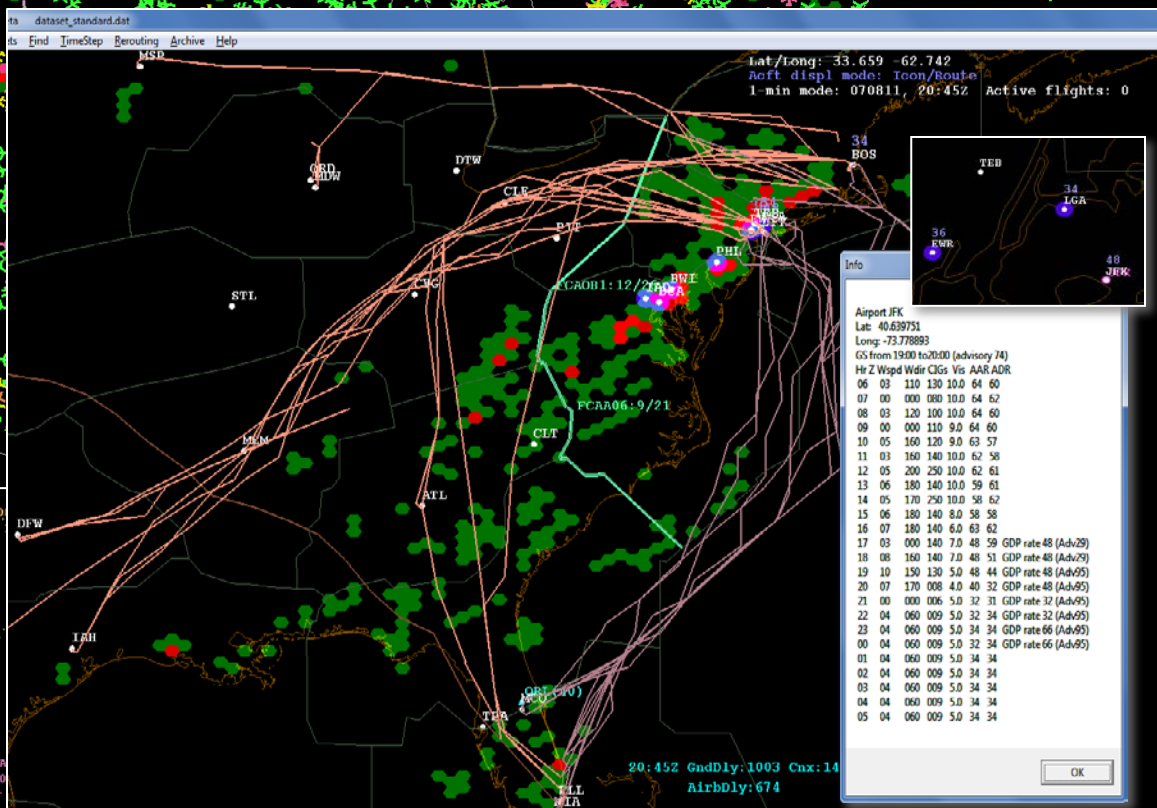 dataset_standard.dat
Find TimeStep Rerouting Archive Help
MSP
Lat/Long: 33.659 -62.742
Acft displ mode: Icon/Route
1-min mode: 070811, 20:45Z Active flights: 0
34
BOS
DTW
ORD
MDW
CLE
TEB
34
LGA
36
EWR
48
JFK
PIT
PHL
BWI
CVG
STL
FCAA06:9/21
CLT
MEM
ATL
DFW
IAH
MCO
TPA
MIA
20:45Z GndDly:1003 Cnx:14
AirbDly:674
Info
Airport JFK
Lat: 40.639751
Long: -73.778893
GS from 19:00 to20:00 (advisory 74)
Hr Z Wspd Wdir CIGs Vis AAR ADR
06 03 110 130 10.0 64 60
07 00 000 080 10.0 64 62
08 03 120 100 10.0 64 60
09 00 000 110 9.0 64 60
10 05 160 120 9.0 63 57
11 03 160 140 10.0 62 58
12 05 200 250 10.0 62 61
13 06 180 140 10.0 59 61
14 05 170 250 10.0 58 62
15 06 180 140 8.0 58 58
16 07 180 140 6.0 63 62
17 03 000 140 7.0 48 59 GDP rate 48 (Adv29)
18 08 160 140 7.0 48 51 GDP rate 48 (Adv29)
19 10 150 130 5.0 48 44 GDP rate 48 (Adv95)
20 07 170 008 4.0 40 32 GDP rate 48 (Adv95)
21 00 000 006 5.0 32 31 GDP rate 32 (Adv95)
22 04 060 009 5.0 32 34 GDP rate 32 (Adv95)
23 04 060 009 5.0 34 34 GDP rate 66 (Adv95)
00 04 060 009 5.0 32 34 GDP rate 66 (Adv95)
01 04 060 009 5.0 34 34
02 04 060 009 5.0 34 34
03 04 060 009 5.0 34 34
04 04 060 009 5.0 34 34
05 04 060 009 5.0 34 34
OK